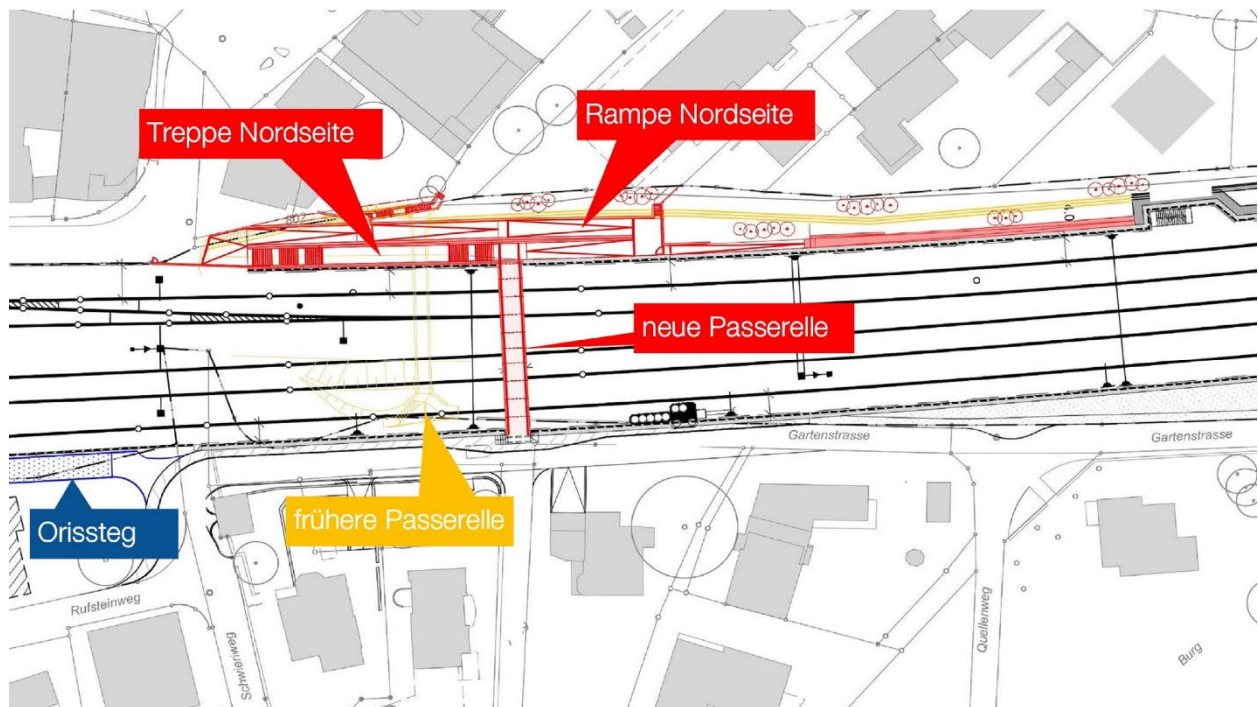 Rampe Nordseite
Treppe Nordseite
neue Passerelle
Gartenstrasse
Gartenstrasse
frühere Passerelle
Orissteg
Rufsteinweg
Schwieriweg
Quellenweg
Burg